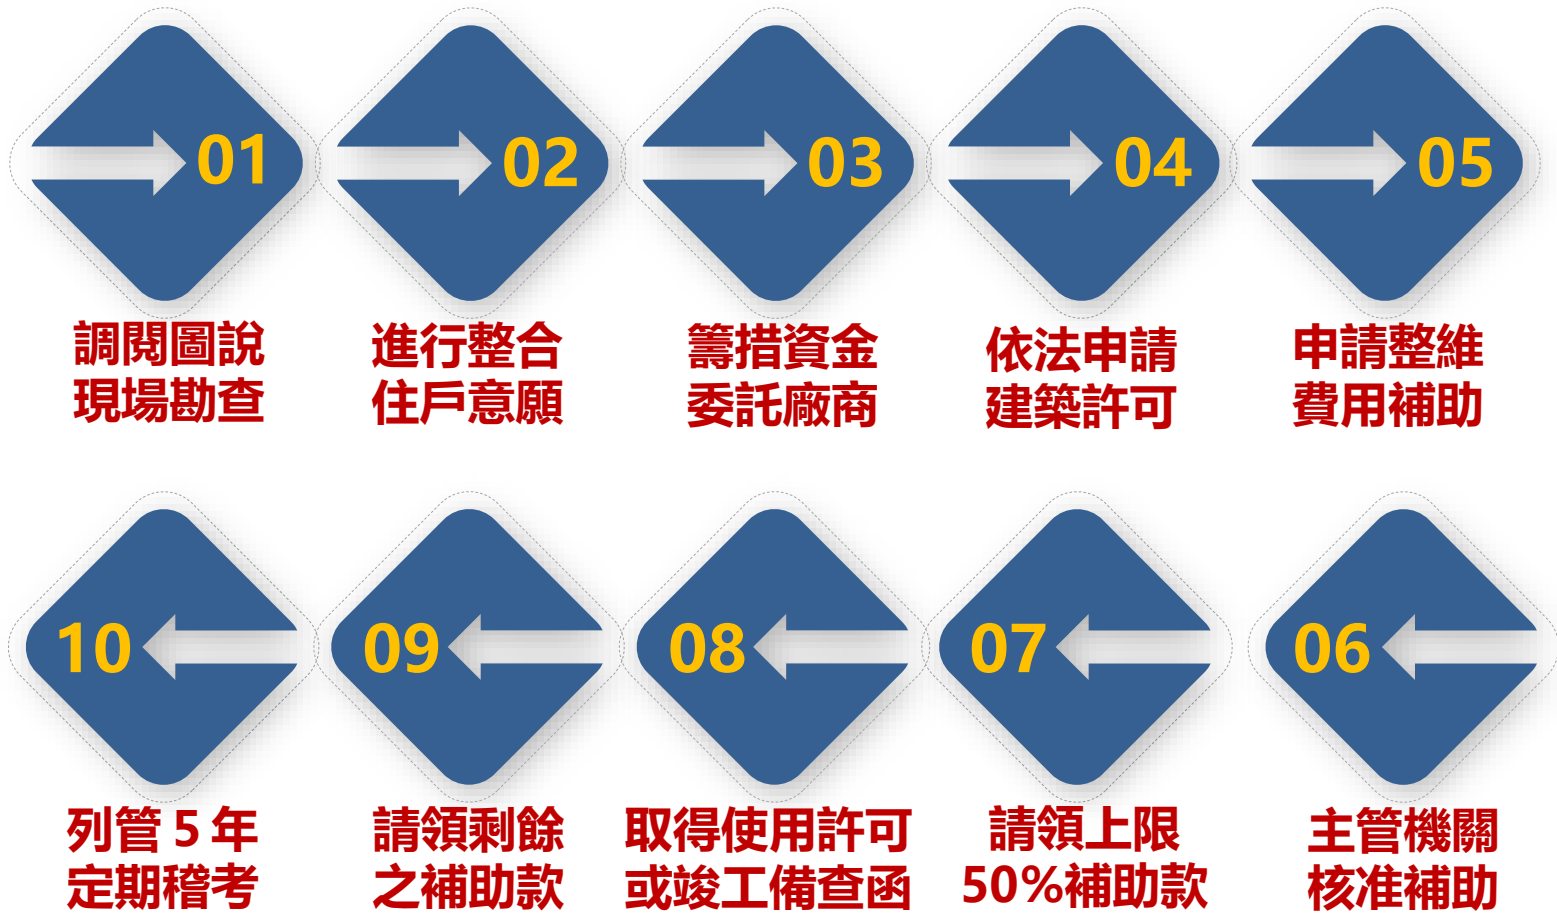 01
調閱圖說
現場勘查
02
進行整合
住戶意願
03
籌措資金
委託廠商
04
依法申請
建築許可
05
申請整維
費用補助
06
主管機關
核准補助
07
請領上限
50%補助款
08
取得使用許可
或竣工備查函
09
請領剩餘
之補助款
10
列管5年
定期稽考